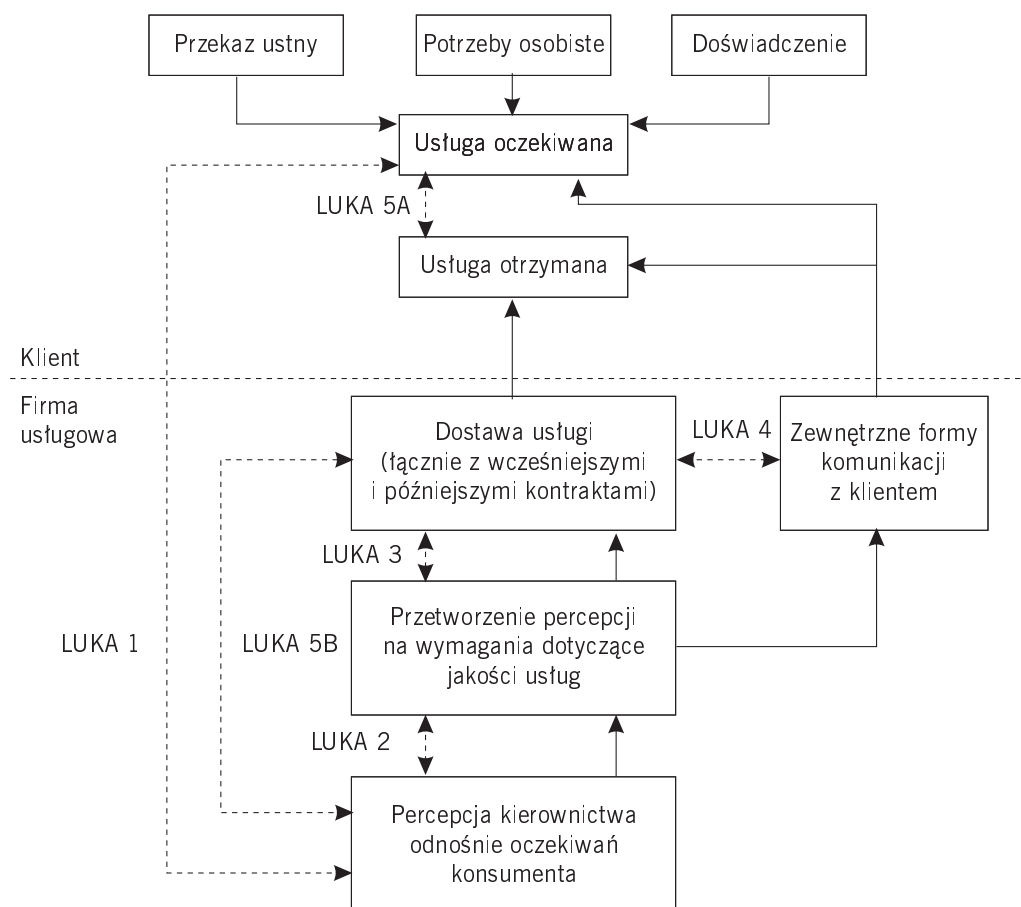 Przekaz ustny
Potrzeby osobiste
Doświadczenie
Usługa oczekiwana
LUKA 5A
Usługa otrzymana
Klient
Firma
usługowa
Dostawa usługi
(łącznie z wcześniejszymi
i późniejszymi kontraktami)
LUKA 4
Zewnętrzne formy
komunikacji
z klientem
LUKA 3
Przetworzenie percepcji
na wymagania dotyczące
jakości usług
LUKA 1
LUKA 5B
LUKA 2
Percepcja kierownictwa
odnośnie oczekiwań
konsumenta